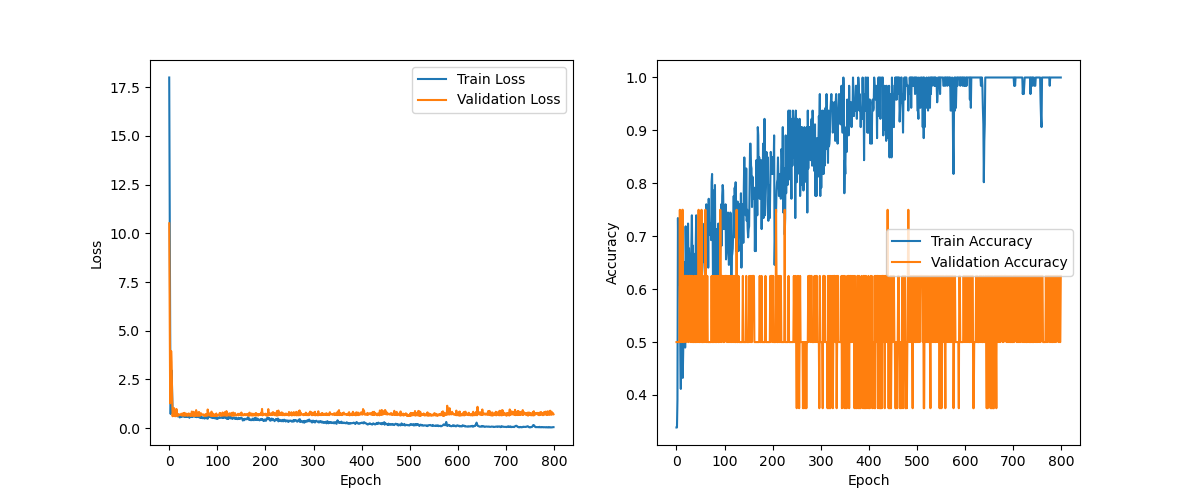 17.5
15.0
12.5
10.0
7.5
5.0
2.5
0.0
Loss
0 100 200 300 400 500 600 700 800
Epoch
Train Loss
Validation Loss
1.0
0.9
0.8
0.7
0.6
0.5
0.4
Accuracy
0 100 200 300 400 500 600 700 800
Epoch
Train Accuracy
Validation Accuracy